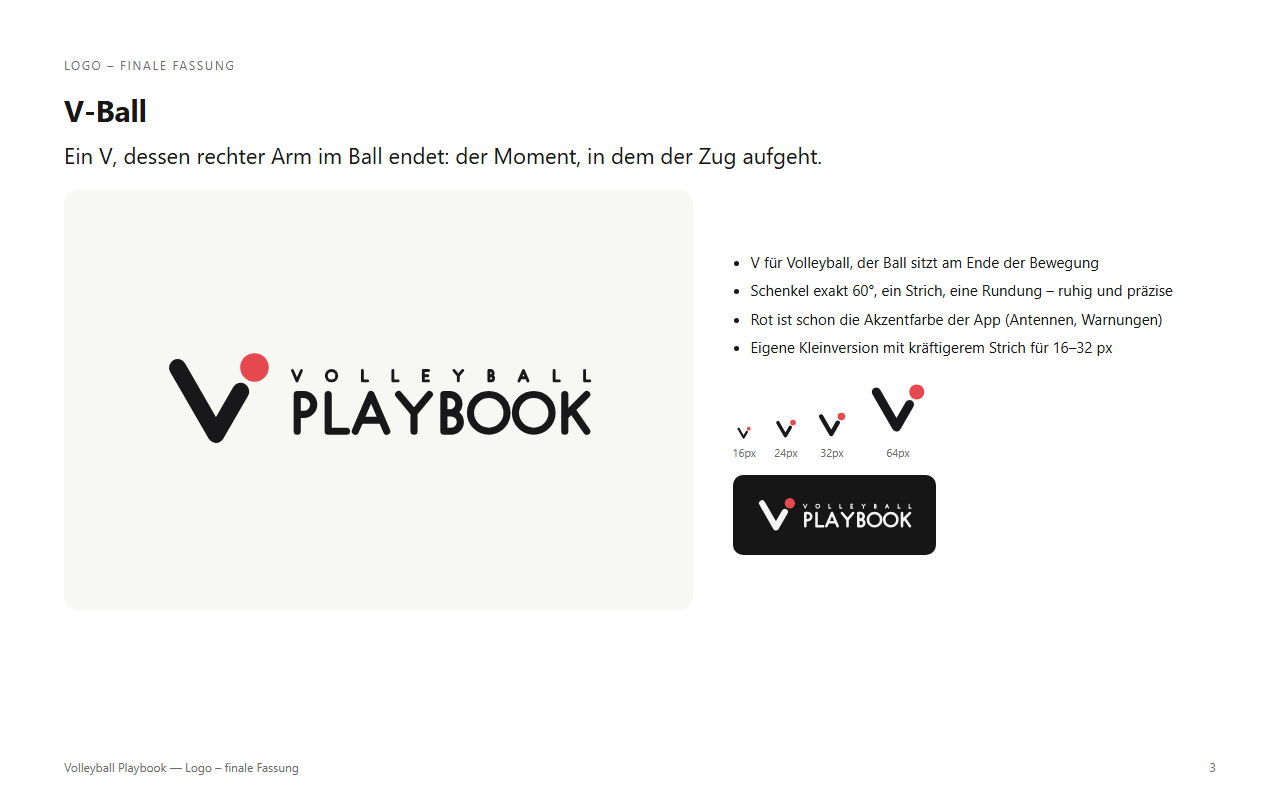 LOGO – FINALE FASSUNG
V-Ball
Ein V, dessen rechter Arm im Ball endet: der Moment, in dem der Zug aufgeht.
VOLLEYBALL
PLAYBOOK
• V für Volleyball, der Ball sitzt am Ende der Bewegung
• Schenkel exakt 60°, ein Strich, eine Rundung – ruhig und präzise
• Rot ist schon die Akzentfarbe der App (Antennen, Warnungen)
• Eigene Kleinversion mit kräftigerem Strich für 16–32 px
16px 24px 32px 64px
VOLLEYBALL
PLAYBOOK
Volleyball Playbook — Logo – finale Fassung
3